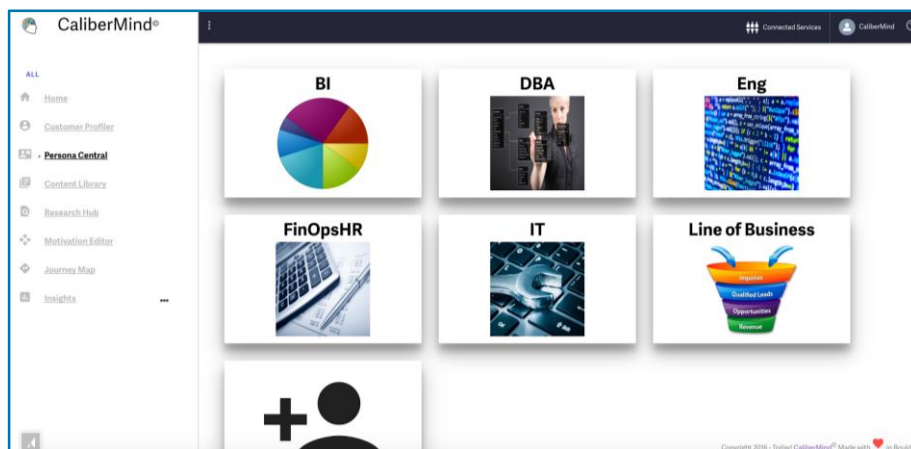 CaliberMind©
Connected Services
CaliberMind
ALL
Home
Customer Profiler
Persona Central
Content Library
Research Hub
Motivation Editor
Journey Map
Insights
BI
DBA
Eng
FinOpsHR
IT
Line of Business
Inquiries
Qualified Leads
Opportunities
Revenue
Copyright 2016 - Today! CaliberMind© Made with in